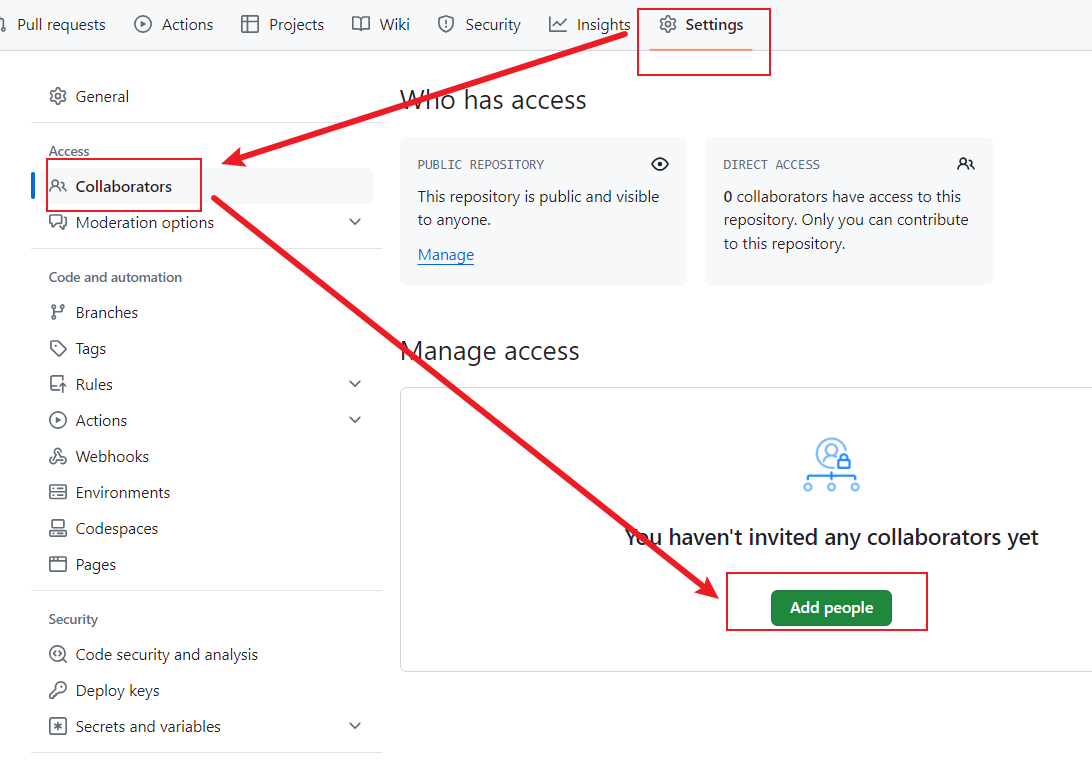 Pull requests
Actions
Projects
Wiki
Security
Insights
Settings
General
Access
Collaborators
Moderation options
Code and automation
Branches
Tags
Rules
Actions
Webhooks
Environments
Codespaces
Pages
Security
Code security and analysis
Deploy keys
Secrets and variables
Who has access
PUBLIC REPOSITORY
This repository is public and visible
to anyone.
Manage
DIRECT ACCESS
0 collaborators have access to this
repository. Only you can contribute
to this repository.
Manage access
You haven't invited any collaborators yet
Add people